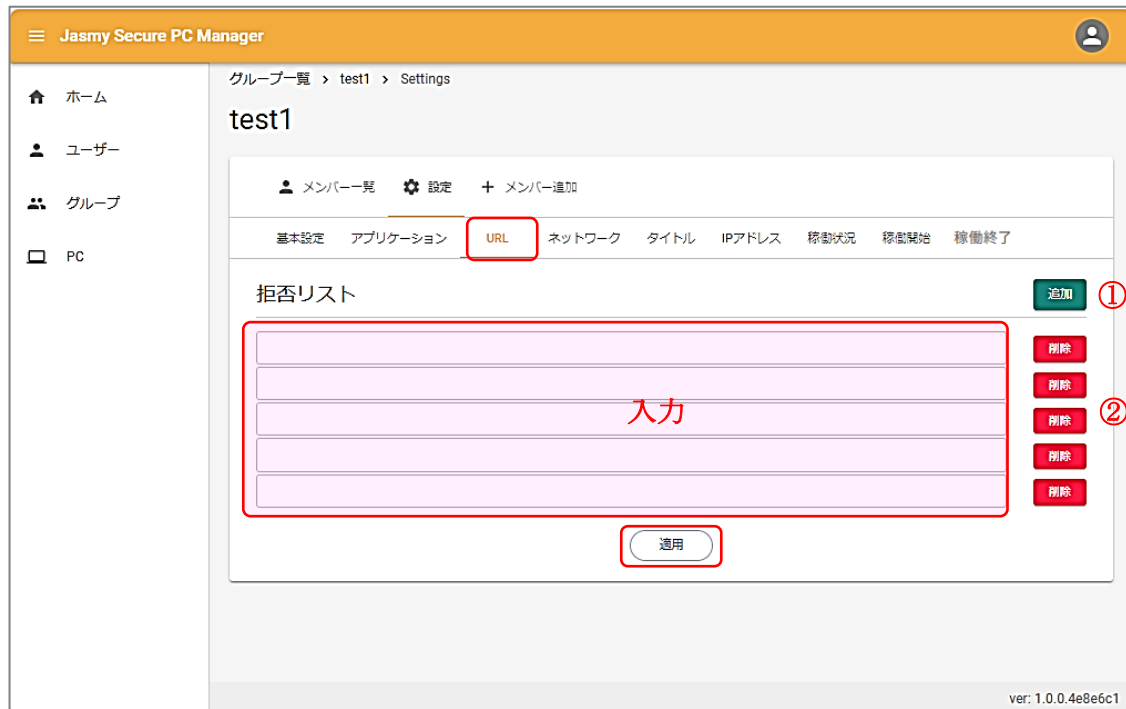 Jasmy Secure PC Manager
ホーム
ユーザー
グループ
PC
グループ一覧 › test1 › Settings
test1
メンバー一覧 設定 + メンバー追加
基本設定 アプリケーション URL ネットワーク タイトル IPアドレス 稼働状況 稼働開始 稼働終了
拒否リスト 追加 ①
削除
削除
入力 削除 ②
削除
削除
適用
ver: 1.0.0.4e8e6c1